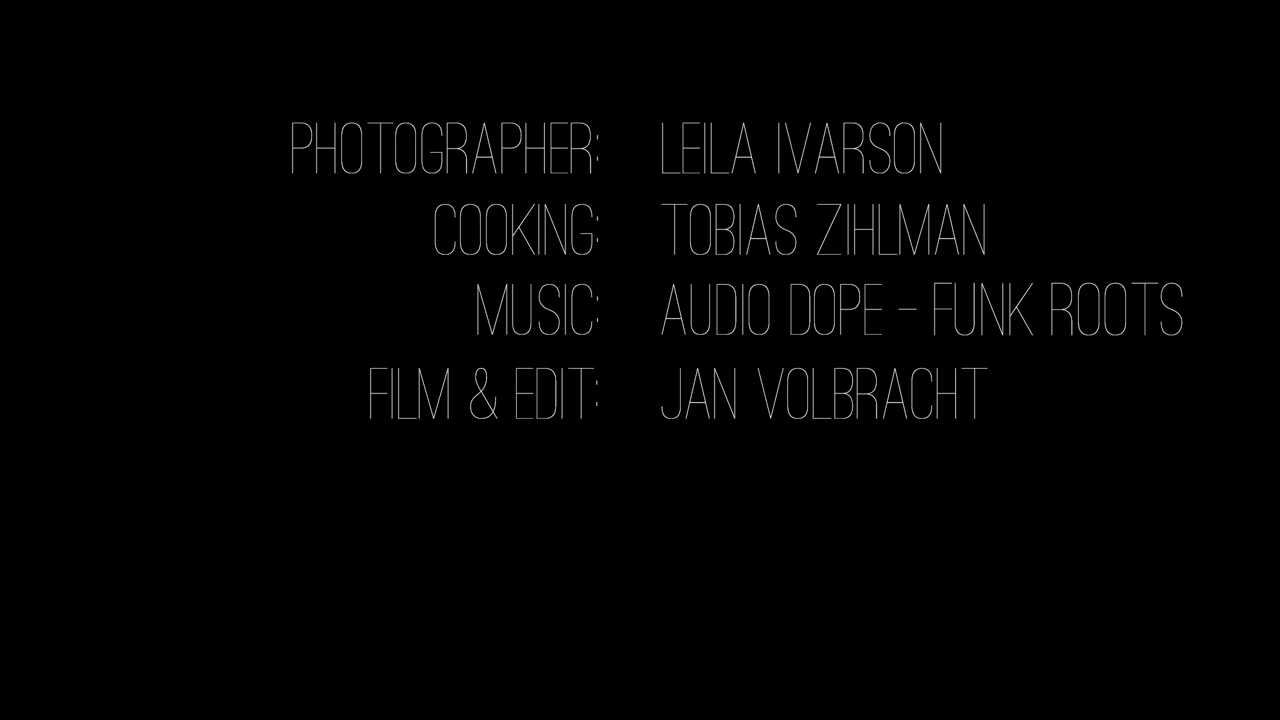 PHOTOGRAPHER: LEILA IVARSON
COOKING: TOBIAS ZIHLMAN
MUSIC: AUDIO DOPE - FUNK ROOTS
FILM & EDIT: JAN VOLBRACHT